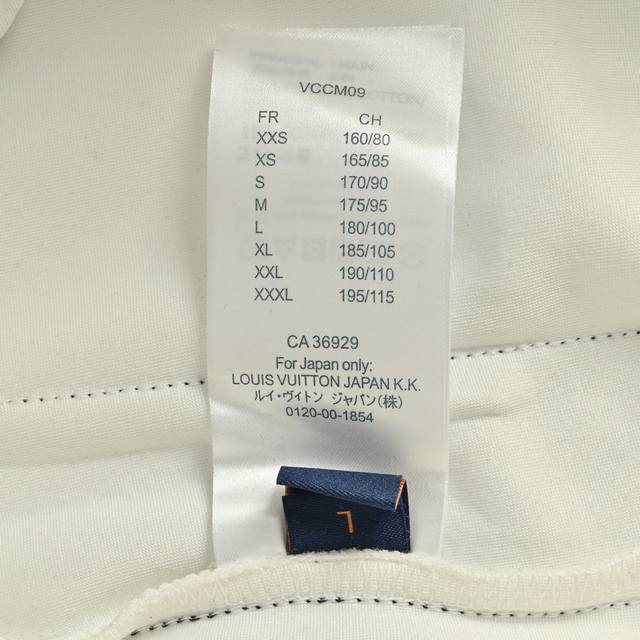 VCCM09
FR CH
XXS 160/80
XS 165/85
S 170/90
M 175/95
L 180/100
XL 185/105
XXL 190/110
XXXL 195/115
CA 36929
For Japan only:
LOUIS VUITTON JAPAN K.K.
ルイ・ヴィトン ジャパン(株)
0120-00-1854
L